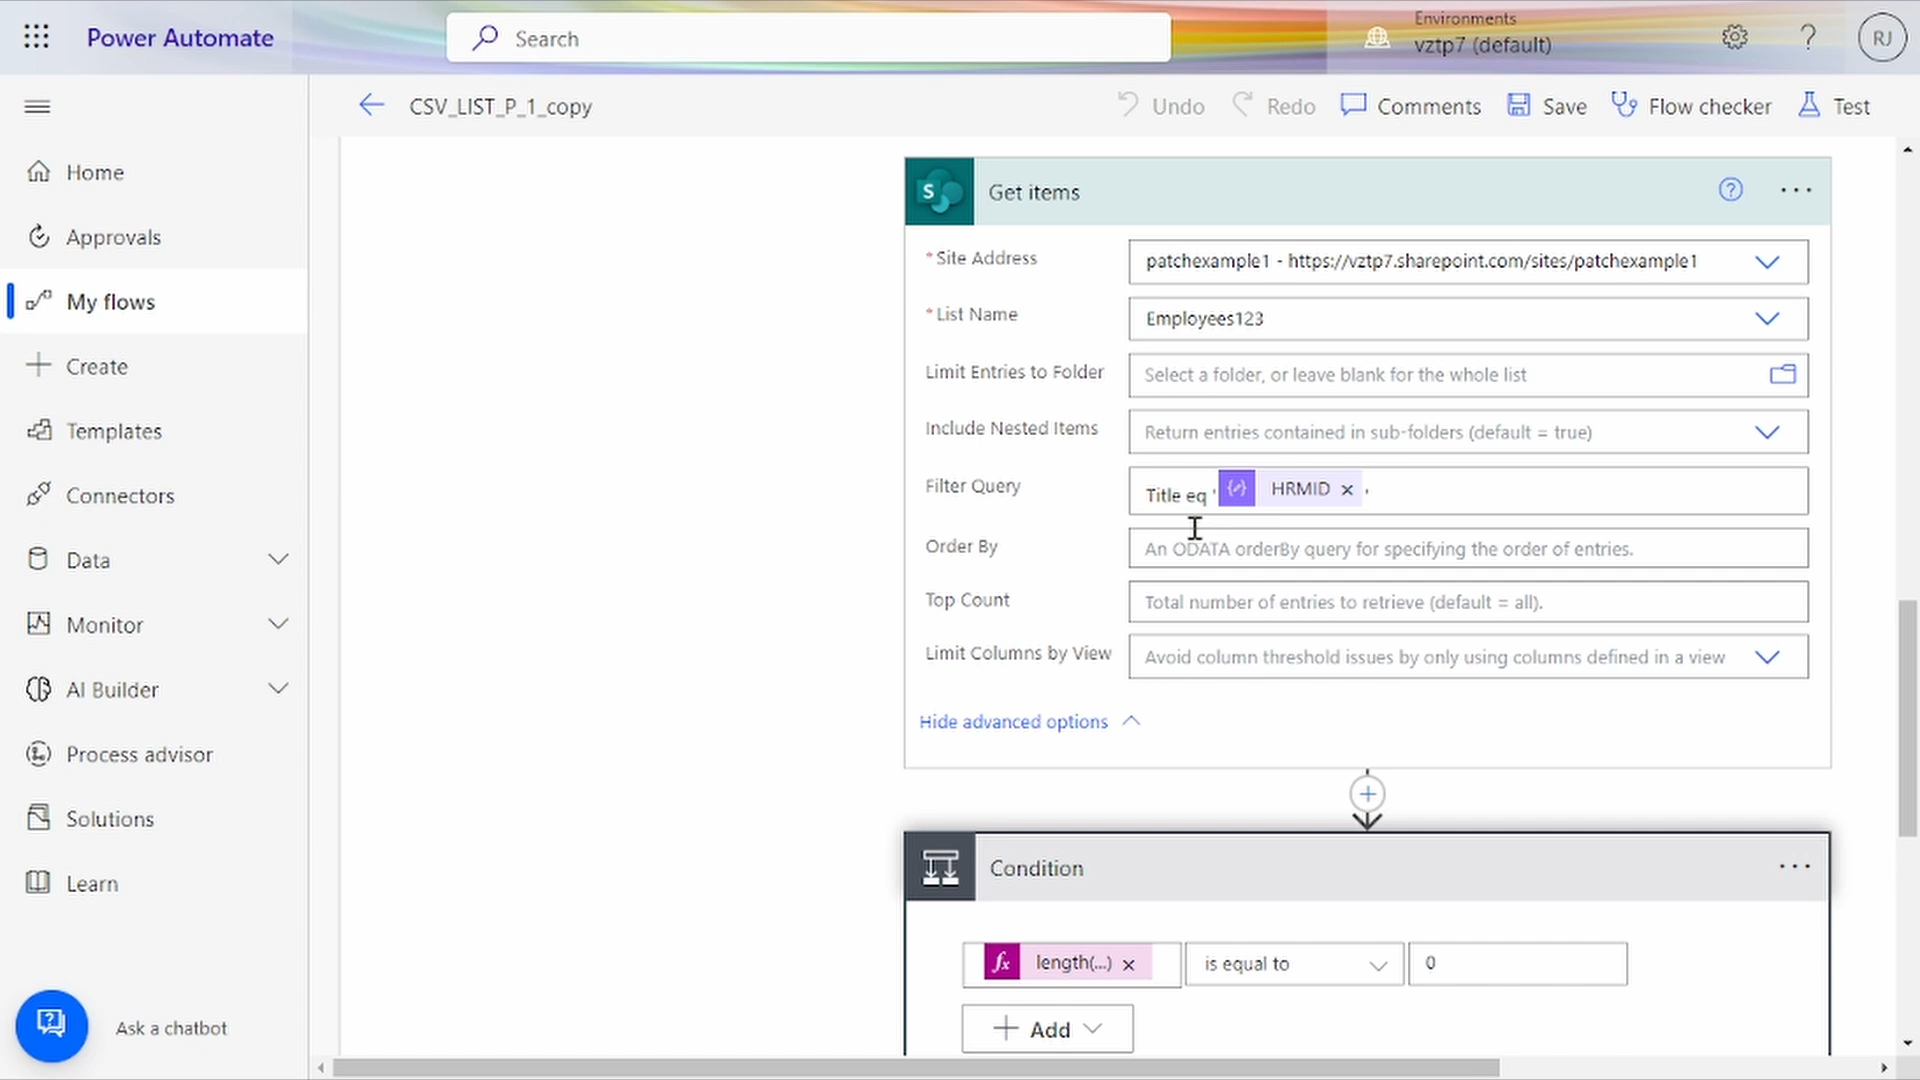 Power Automate
Search
Environments
vztp7 (default)
?
RJ
CSV_LIST_P_1_copy
Undo
Redo
Comments
Save
Flow checker
Test
Home
Approvals
My flows
Create
Templates
Connectors
Data
Monitor
AI Builder
Process advisor
Solutions
Learn
Ask a chatbot
S
Get items
?
* Site Address
patchexample1 - https://vztp7.sharepoint.com/sites/patchexample1
* List Name
Employees123
Limit Entries to Folder
Select a folder, or leave blank for the whole list
Include Nested Items
Return entries contained in sub-folders (default = true)
Filter Query
Title eq ' HRMID × '
Order By
An ODATA orderBy query for specifying the order of entries.
Top Count
Total number of entries to retrieve (default = all).
Limit Columns by View
Avoid column threshold issues by only using columns defined in a view
Hide advanced options
Condition
fx length(...) ×
is equal to
0
Add